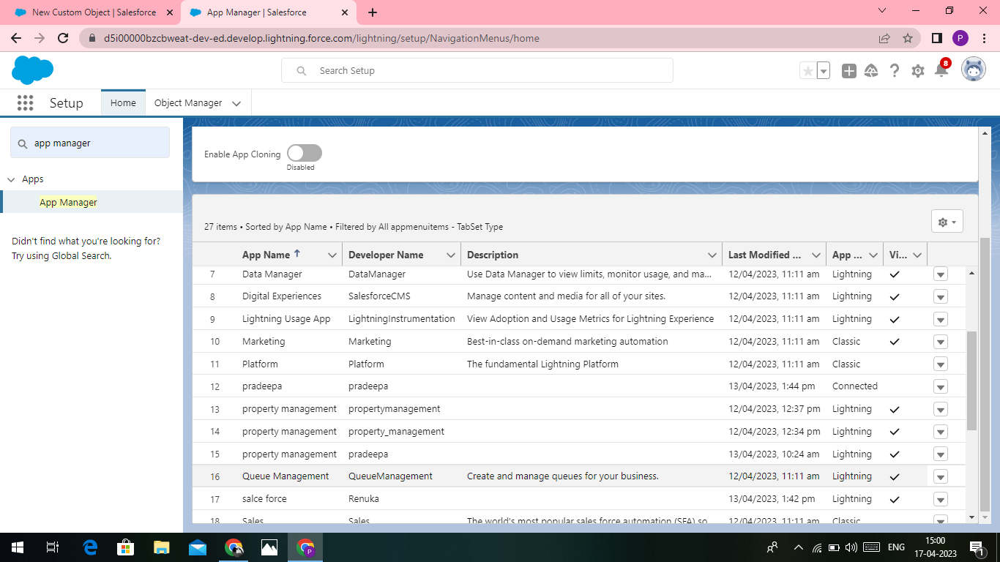 New Custom Object | Salesforce
App Manager | Salesforce
d5i00000bzcbweat-dev-ed.develop.lightning.force.com/lightning/setup/NavigationMenus/home
P
Search Setup
8
Setup
Home
Object Manager
app manager
Apps
App Manager
Didn't find what you're looking for?
Try using Global Search.
Enable App Cloning
Disabled
27 items • Sorted by App Name • Filtered by All appmenuitems - TabSet Type
App Name Developer Name Description Last Modified ... App ... Vi...
7 Data Manager DataManager Use Data Manager to view limits, monitor usage, and ma... 12/04/2023, 11:11 am Lightning
8 Digital Experiences SalesforceCMS Manage content and media for all of your sites. 12/04/2023, 11:11 am Lightning
9 Lightning Usage App LightningInstrumentation View Adoption and Usage Metrics for Lightning Experience 12/04/2023, 11:11 am Lightning
10 Marketing Marketing Best-in-class on-demand marketing automation 12/04/2023, 11:11 am Classic
11 Platform Platform The fundamental Lightning Platform 12/04/2023, 11:11 am Classic
12 pradeepa pradeepa 13/04/2023, 1:44 pm Connected
13 property management propertymanagement 12/04/2023, 12:37 pm Lightning
14 property management property_management 12/04/2023, 12:34 pm Lightning
15 property management pradeepa 13/04/2023, 10:24 am Lightning
16 Queue Management QueueManagement Create and manage queues for your business. 12/04/2023, 11:11 am Lightning
17 salce force Renuka 13/04/2023, 1:42 pm Lightning
18 Sales Sales The world's most popular sales force automation (SFA) so 12/04/2023, 11:11 am Classic
P
ENG
15:00
17-04-2023
1